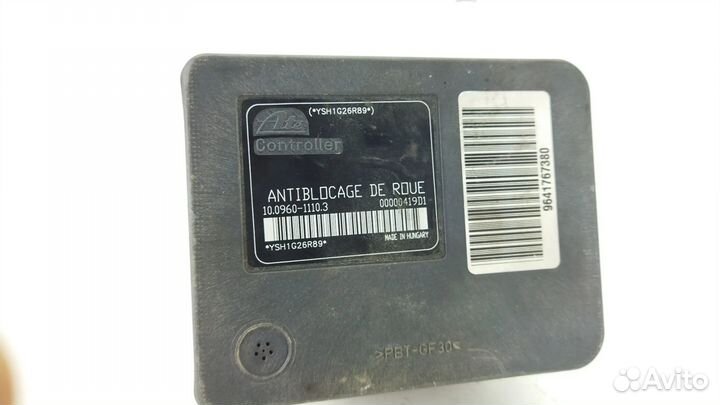 (*YSH1G26R89*)
Ate
Controller
ANTIBLOCAGE DE ROUE
10.0960-1110.3 00000419D1
MADE IN HUNGARY
*YSH1G26R89*
9641767380
>PBT-GF30<
Avito